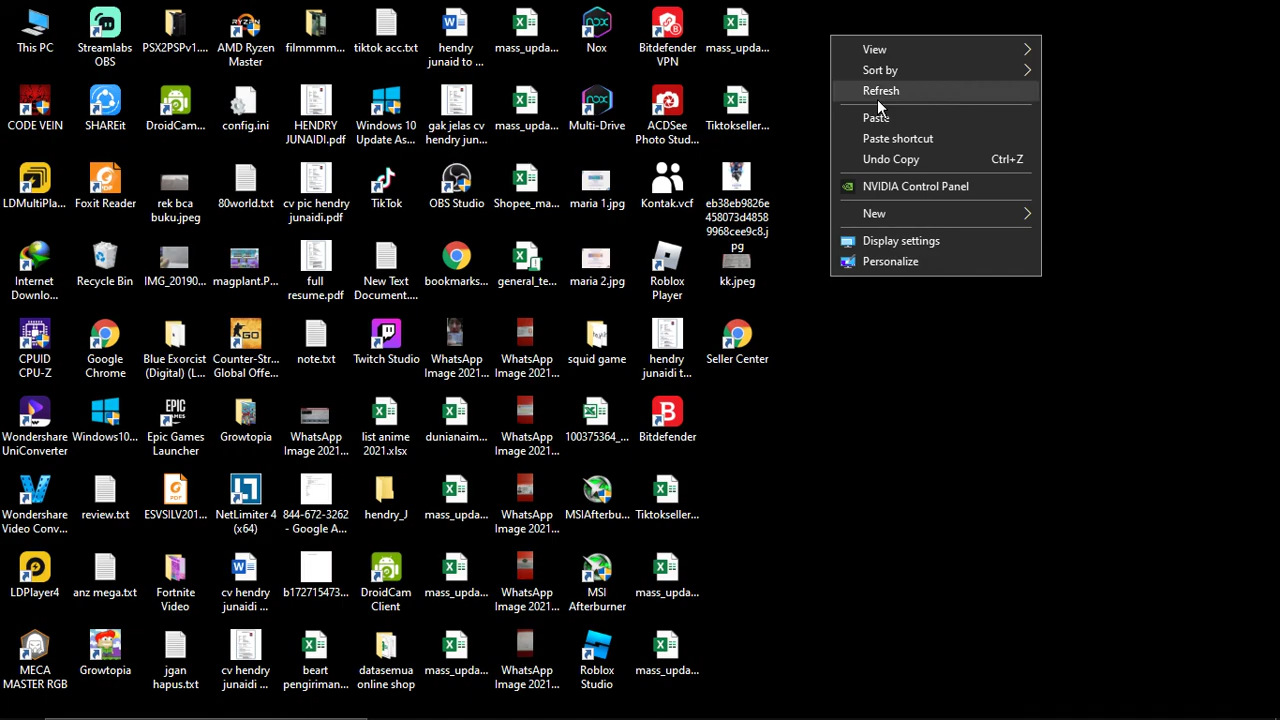 This PC
Streamlabs
OBS
PSX2PSPv1...
AMD Ryzen
Master
filmmmm...
tiktok acc.txt
hendry
junaid to ...
mass_upda...
Nox
Bitdefender
VPN
mass_upda...
CODE VEIN
SHAREit
DroidCam...
config.ini
HENDRY
JUNAIDI.pdf
Windows 10
Update As...
gak jelas cv
hendry jun...
mass_upda...
Multi-Drive
ACDSee
Photo Stud...
Tiktokseller...
LDMultiPla...
Foxit Reader
rek bca
buku.jpeg
80world.txt
cv pic hendry
junaidi.pdf
TikTok
OBS Studio
Shopee_ma...
maria 1.jpg
Kontak.vcf
eb38eb9826e
458073d4858
9968cee9c8.j
pg
Internet
Downlo...
Recycle Bin
IMG_20190...
magplant.P...
full
resume.pdf
New Text
Document....
bookmarks...
general_te...
maria 2.jpg
Roblox
Player
kk.jpeg
CPUID
CPU-Z
Google
Chrome
Blue Exorcist
(Digital) (L...
Counter-Str...
Global Offe...
note.txt
Twitch Studio
WhatsApp
Image 2021...
WhatsApp
Image 2021...
squid game
hendry
junaidi t...
Seller Center
Wondershare
UniConverter
Windows10...
Epic Games
Launcher
Growtopia
WhatsApp
Image 2021...
list anime
2021.xlsx
dunianaim...
WhatsApp
Image 2021...
100375364_...
Bitdefender
Wondershare
Video Conv...
review.txt
ESVSILV201...
NetLimiter 4
(x64)
844-672-3262
- Google A...
hendry_J
mass_upda...
WhatsApp
Image 2021...
MSIAfterbu...
Tiktokseller...
LDPlayer4
anz mega.txt
Fortnite
Video
cv hendry
junaidi ...
b172715473...
DroidCam
Client
mass_upda...
WhatsApp
Image 2021...
MSI
Afterburner
mass_upda...
MECA
MASTER RGB
Growtopia
jgan
hapus.txt
cv hendry
junaidi ...
beart
pengiriman...
datasemua
online shop
mass_upda...
WhatsApp
Image 2021...
Roblox
Studio
mass_upda...
View
Sort by
Refresh
Paste
Paste shortcut
Undo Copy Ctrl+Z
NVIDIA Control Panel
New
Display settings
Personalize